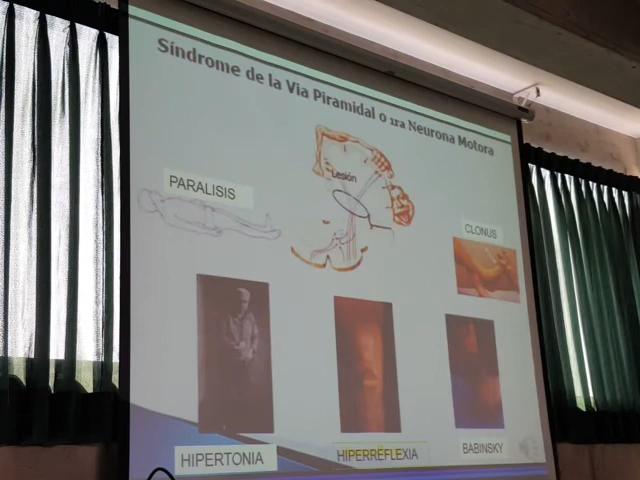 Síndrome de la Via Piramidal o 1ra Neurona Motora
Lesión
PARALISIS
CLONUS
HIPERTONIA
HIPERREFLEXIA
BABINSKY